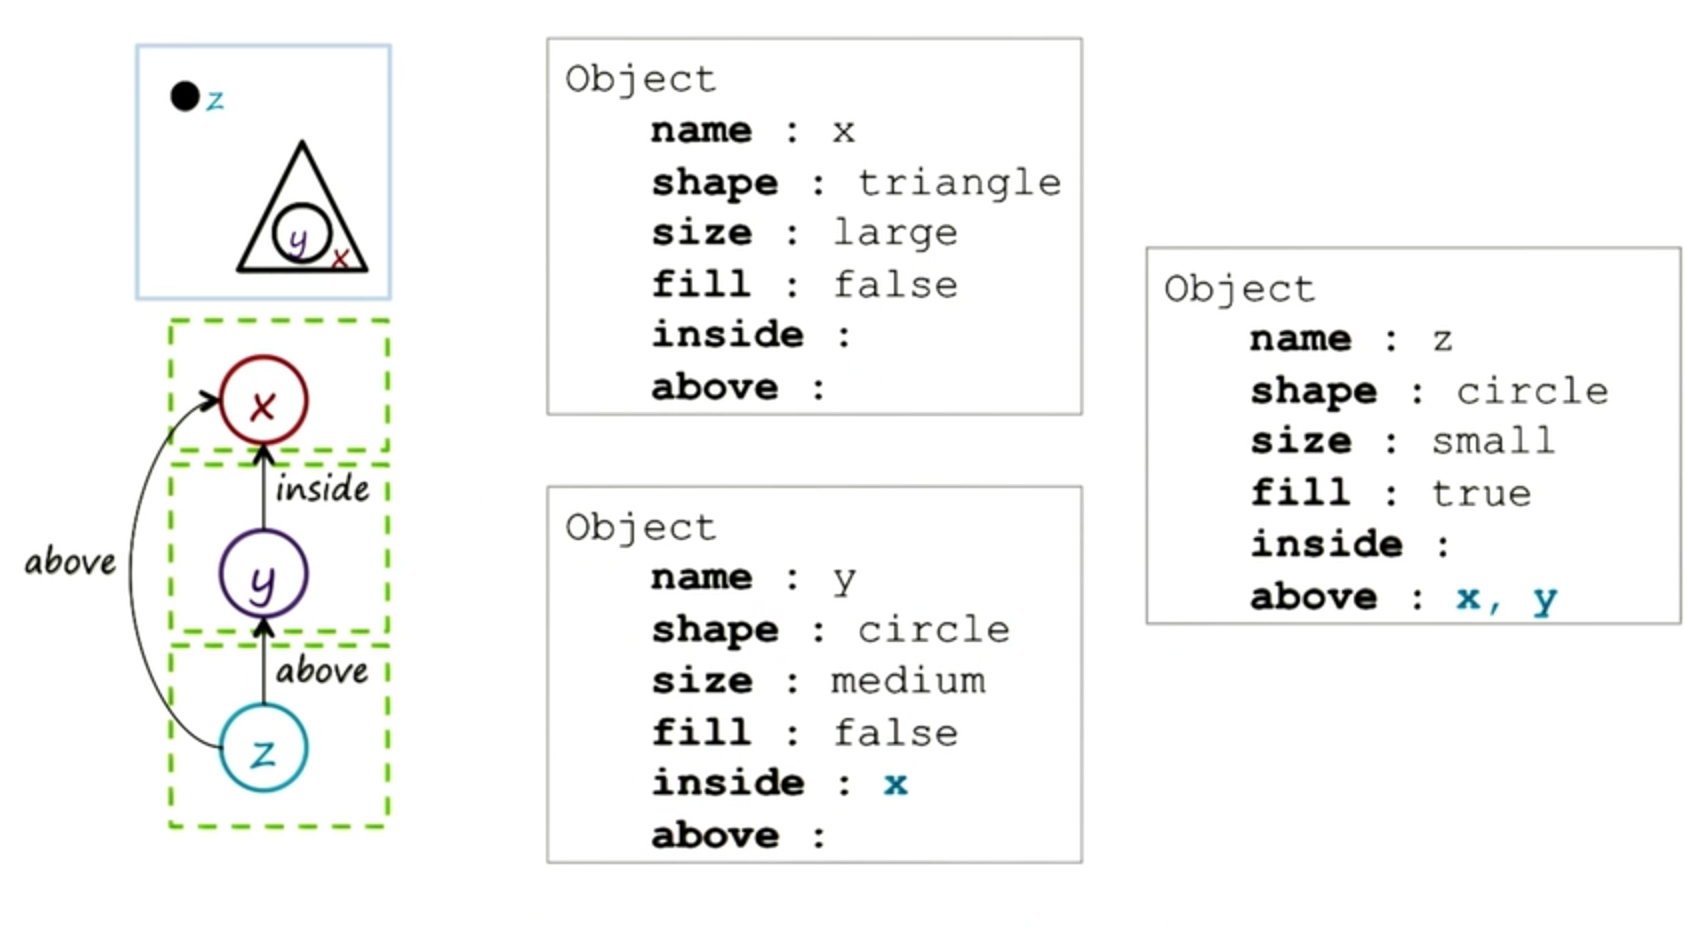 z
y
x
x
inside
y
above
above
z
Object
name : x
shape : triangle
size : large
fill : false
inside :
above :
Object
name : y
shape : circle
size : medium
fill : false
inside : x
above :
Object
name : z
shape : circle
size : small
fill : true
inside :
above : x, y